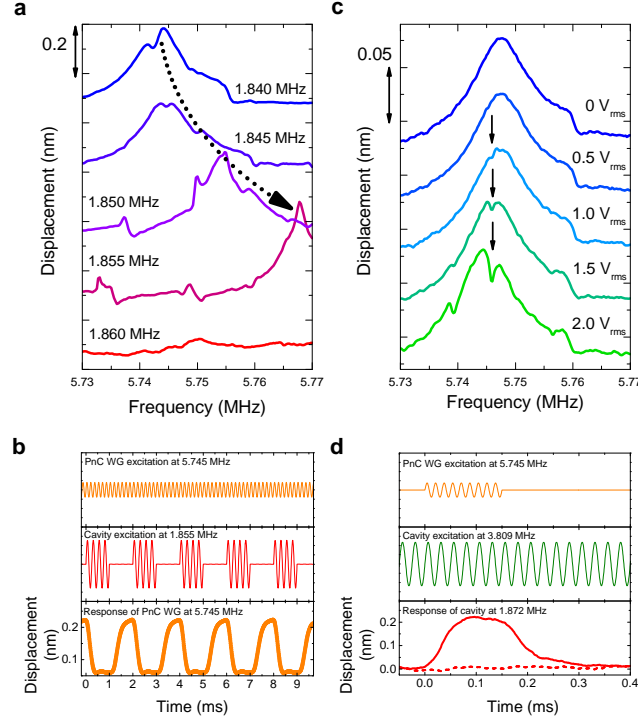 a
0.2
1.840 MHz
1.845 MHz
1.850 MHz
1.855 MHz
1.860 MHz
Displacement (nm)
5.73 5.74 5.75 5.76 5.77
Frequency (MHz)
c
0.05
0 Vrms
0.5 Vrms
1.0 Vrms
1.5 Vrms
2.0 Vrms
Displacement (nm)
5.73 5.74 5.75 5.76 5.77
Frequency (MHz)
b
PnC WG excitation at 5.745 MHz
Cavity excitation at 1.855 MHz
Response of PnC WG at 5.745 MHz
0.2
0.1
Displacement
(nm)
0 1 2 3 4 5 6 7 8 9
Time (ms)
d
PnC WG excitation at 5.745
Cavity excitation at 3.809 MHz
Response of cavity at 1.872 MHz
0.2
0.1
0.0
Displacement
(nm)
0.0 0.1 0.2 0.3 0.4
Time (ms)